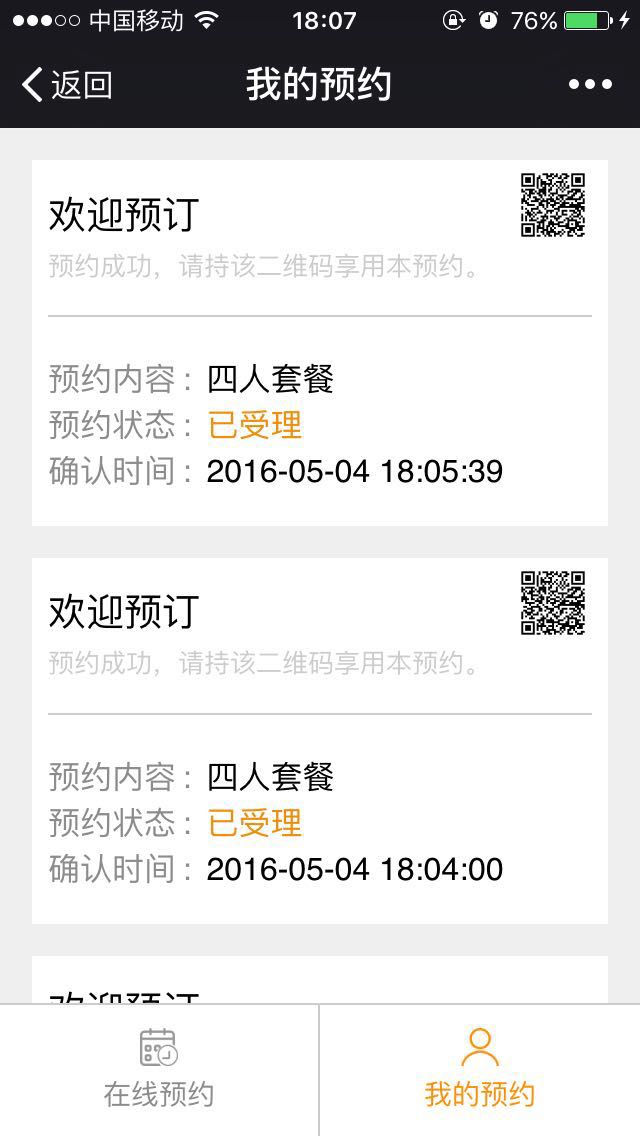 中国移动 18:07 76%
返回 我的预约
欢迎预订
预约成功，请持该二维码享用本预约。
预约内容：四人套餐
预约状态：已受理
确认时间：2016-05-04 18:05:39
欢迎预订
预约成功，请持该二维码享用本预约。
预约内容：四人套餐
预约状态：已受理
确认时间：2016-05-04 18:04:00
欢迎预订
在线预约 我的预约